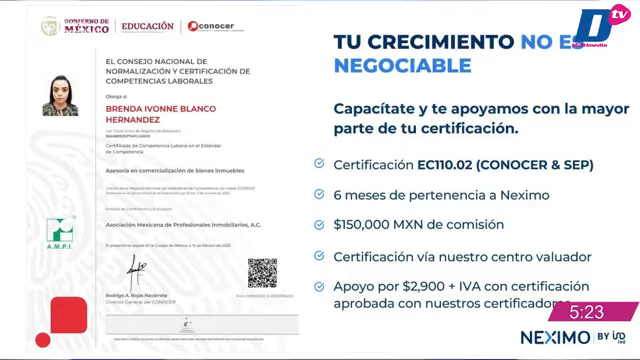 GOBIERNO DE
MÉXICO
EDUCACIÓN
conocer
EL CONSEJO NACIONAL DE
NORMALIZACIÓN Y CERTIFICACIÓN DE
COMPETENCIAS LABORALES
Otorga a:
BRENDA IVONNE BLANCO
HERNANDEZ
Certificado de Competencia Laboral en el Estándar
de Competencia
Asesoría en comercialización de bienes inmuebles
Asociación Mexicana de Profesionales Inmobiliarios, A.C.
Rodrigo A. Rojas Navarrete
Director General del CONOCER
A.M.P.I.
TU CRECIMIENTO NO ES
NEGOCIABLE
Capacítate y te apoyamos con la mayor
parte de tu certificación.
Certificación EC110.02 (CONOCER & SEP)
6 meses de pertenencia a Neximo
$150,000 MXN de comisión
Certificación vía nuestro centro valuador
Apoyo por $2,900 + IVA con certificación
aprobada con nuestros certificadores
D tv
multimedia
5:23
NEXIMO BY